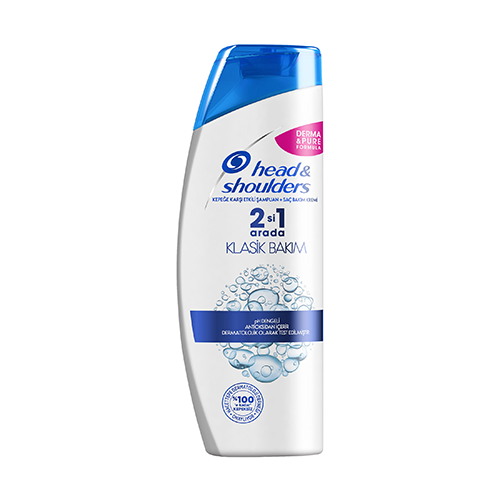 DERMA
&PURE
FORMULA
head&
shoulders
KEPEĞE KARŞI ETKİLİ ŞAMPUAN + SAÇ BAKIM KREMİ
2si1
arada
KLASİK BAKIM
pH DENGELİ
ANTİOKSİDAN İÇERİR
DERMATOLOJİK OLARAK TEST EDİLMİŞTİR
%100